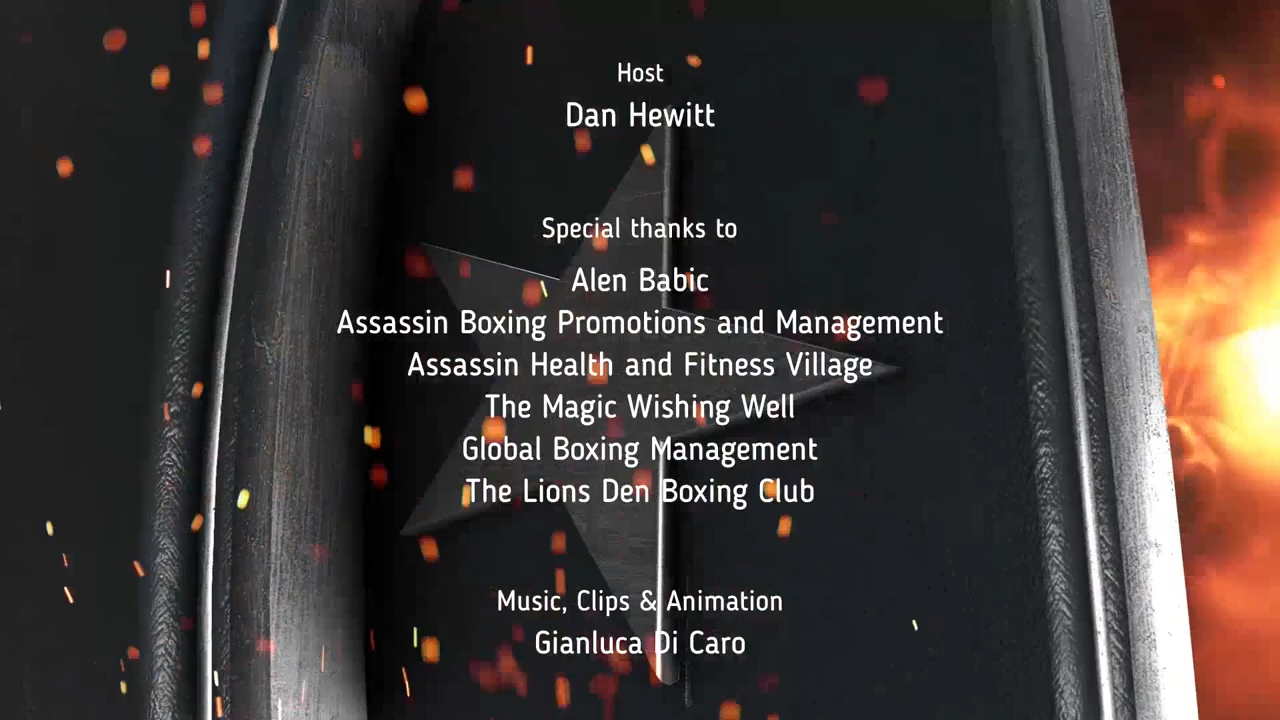 Host
Dan Hewitt
Special thanks to
Alen Babic
Assassin Boxing Promotions and Management
Assassin Health and Fitness Village
The Magic Wishing Well
Global Boxing Management
The Lions Den Boxing Club
Music, Clips & Animation
Gianluca Di Caro